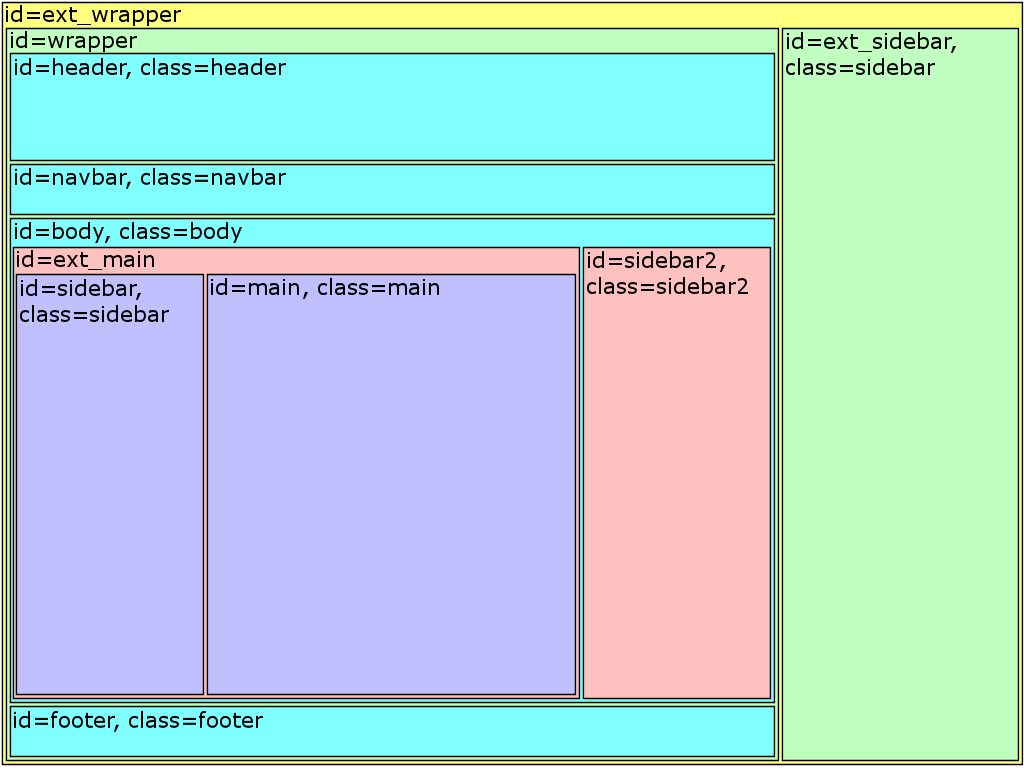 id=ext_wrapper
id=wrapper
id=header, class=header
id=navbar, class=navbar
id=body, class=body
id=ext_main
id=sidebar,
class=sidebar
id=main, class=main
id=sidebar2,
class=sidebar2
id=footer, class=footer
id=ext_sidebar,
class=sidebar